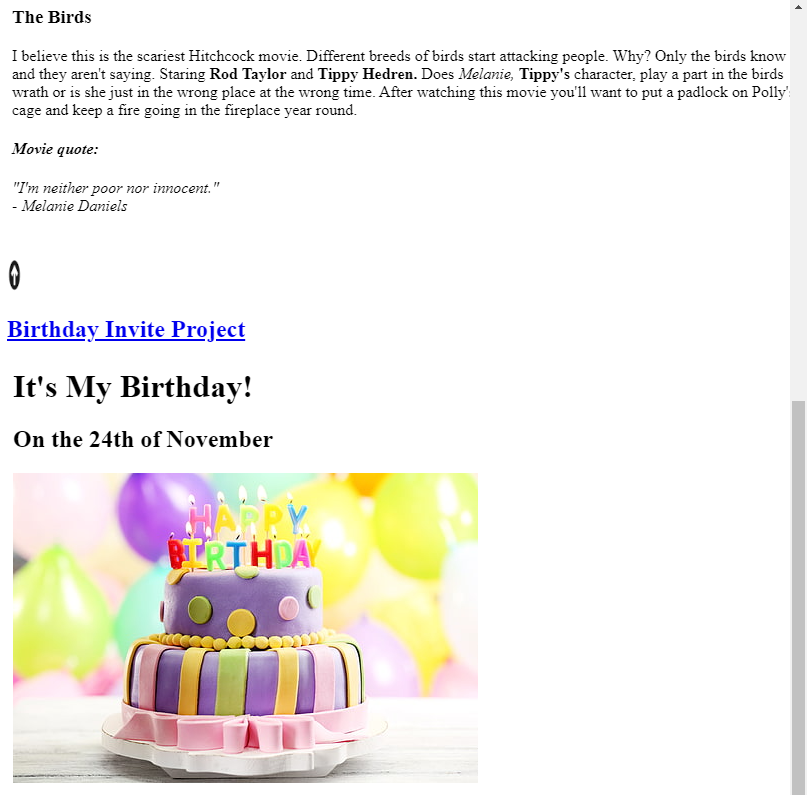 The Birds
I believe this is the scariest Hitchcock movie. Different breeds of birds start attacking people. Why? Only the birds know
and they aren't saying. Staring Rod Taylor and Tippy Hedren. Does Melanie, Tippy's character, play a part in the birds
wrath or is she just in the wrong place at the wrong time. After watching this movie you'll want to put a padlock on Polly's
cage and keep a fire going in the fireplace year round.
Movie quote:
"I'm neither poor nor innocent."
- Melanie Daniels
Birthday Invite Project
It's My Birthday!
On the 24th of November
HAPPY
BIRTHDAY